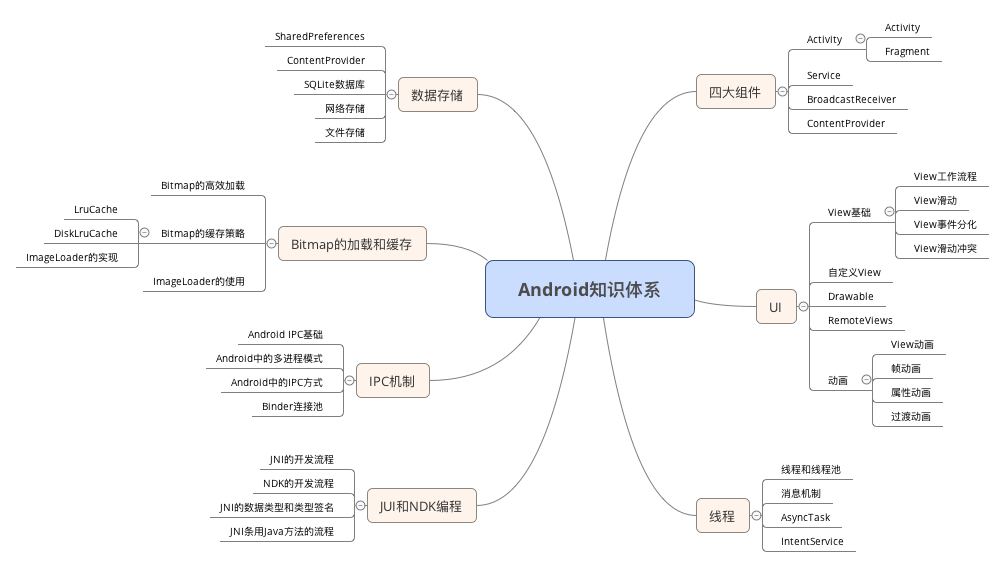 Android知识体系
四大组件
Activity
Activity
Fragment
Service
BroadcastReceiver
ContentProvider
UI
View基础
View工作流程
View滑动
View事件分化
View滑动冲突
自定义View
Drawable
RemoteViews
动画
View动画
帧动画
属性动画
过渡动画
线程
线程和线程池
消息机制
AsyncTask
IntentService
数据存储
SharedPreferences
ContentProvider
SQLite数据库
网络存储
文件存储
Bitmap的加载和缓存
Bitmap的高效加载
Bitmap的缓存策略
LruCache
DiskLruCache
ImageLoader的实现
ImageLoader的使用
IPC机制
Android IPC基础
Android中的多进程模式
Android中的IPC方式
Binder连接池
JUI和NDK编程
JNI的开发流程
NDK的开发流程
JNI的数据类型和类型签名
JNI条用Java方法的流程